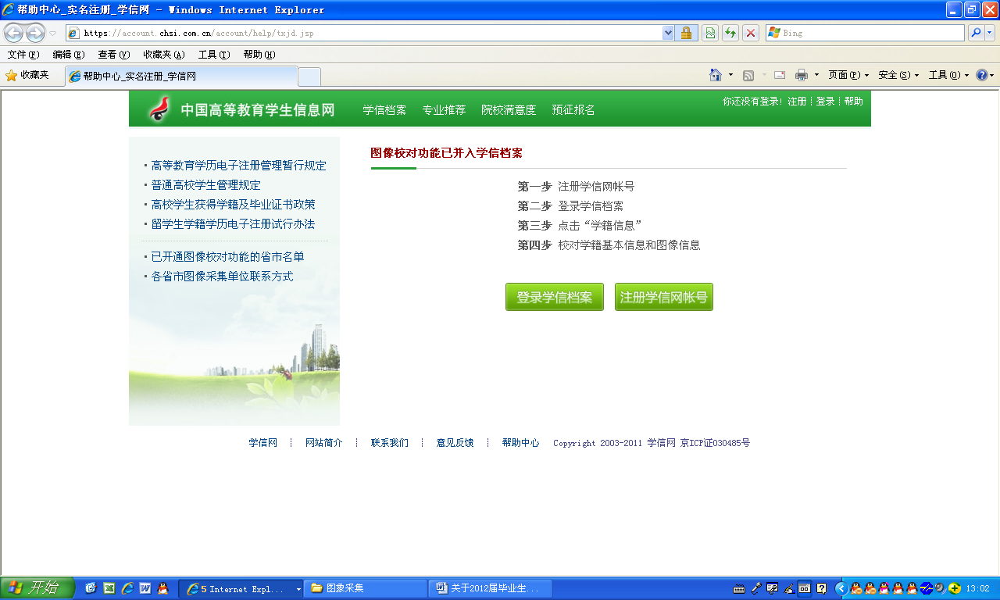 帮助中心_实名注册_学信网 - Windows Internet Explorer
https://account.chsi.com.cn/account/help/txjd.jsp
Bing
文件(F) 编辑(E) 查看(V) 收藏夹(A) 工具(T) 帮助(H)
收藏夹 帮助中心_实名注册_学信网 页面(P) 安全(S) 工具(O)
中国高等教育学生信息网 学信档案 专业推荐 院校满意度 预征报名
你还没有登录! 注册 | 登录 | 帮助
· 高等教育学历电子注册管理暂行规定
· 普通高校学生管理规定
· 高校学生获得学籍及毕业证书政策
· 留学生学籍学历电子注册试行办法
· 已开通图像校对功能的省市名单
· 各省市图像采集单位联系方式
图像校对功能已并入学信档案
第一步 注册学信网帐号
第二步 登录学信档案
第三步 点击“学籍信息”
第四步 校对学籍基本信息和图像信息
登录学信档案 注册学信网帐号
学信网 ┊ 网站简介 ┊ 联系我们 ┊ 意见反馈 ┊ 帮助中心 Copyright 2003-2011 学信网 京ICP证030485号
开始 5 Internet Expl... 图象采集 关于2012届毕业生... 13:02